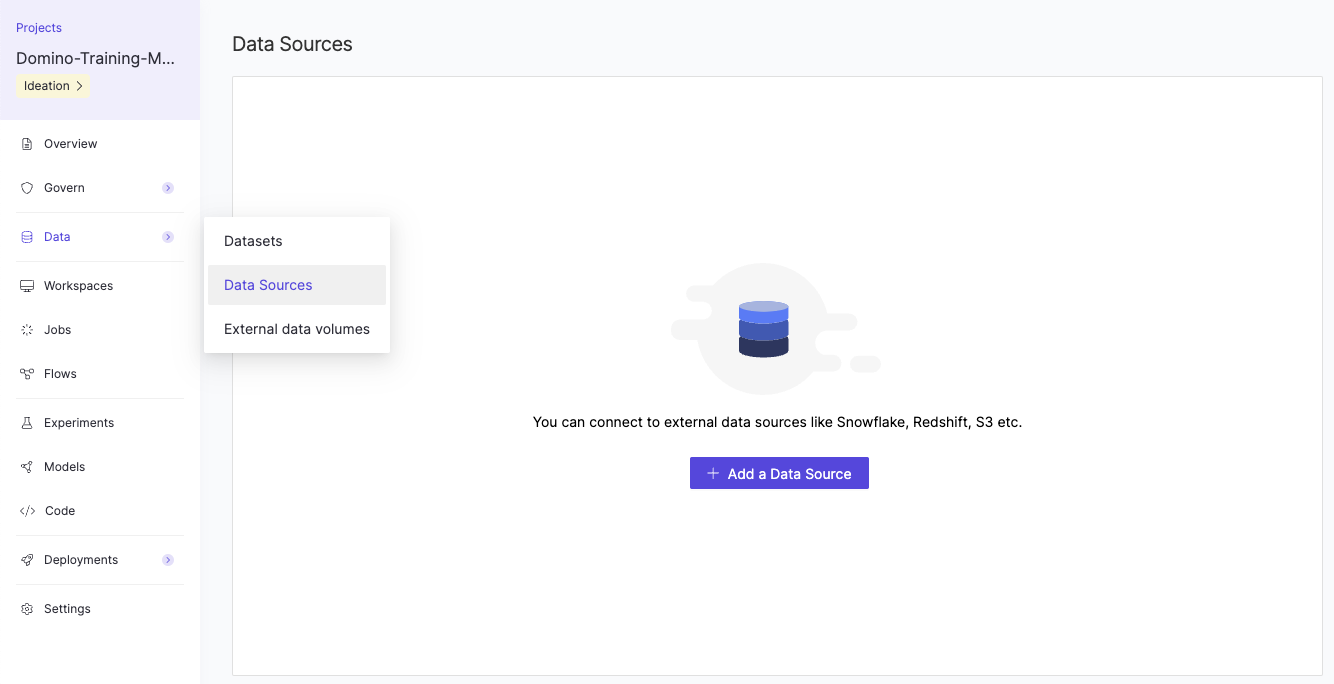 Projects
Domino-Training-M...
Ideation
Overview
Govern
Data
Workspaces
Jobs
Flows
Experiments
Models
Code
Deployments
Settings
Datasets
Data Sources
External data volumes
Data Sources
You can connect to external data sources like Snowflake, Redshift, S3 etc.
Add a Data Source